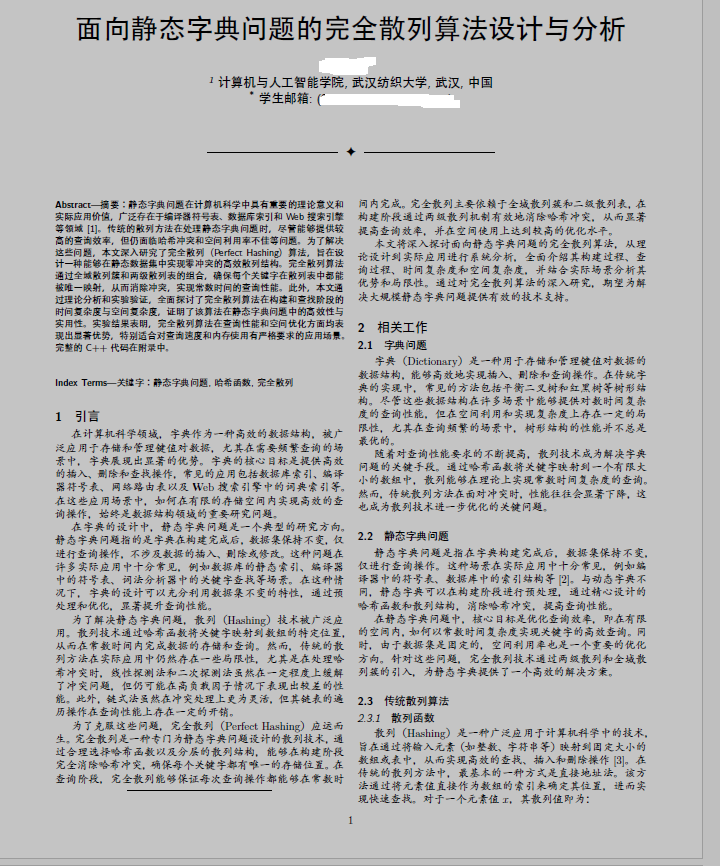 面向静态字典问题的完全散列算法设计与分析
1 计算机与人工智能学院, 武汉纺织大学, 武汉, 中国
* 学生邮箱: (
Abstract—摘要：静态字典问题在计算机科学中具有重要的理论意义和
实际应用价值，广泛存在于编译器符号表、数据库索引和 Web 搜索引擎
等领域 [1]。传统的散列方法在处理静态字典问题时，尽管能够提供较
高的查询效率，但仍面临哈希冲突和空间利用率不佳等问题。为了解决
这些问题，本文深入研究了完全散列（Perfect Hashing）算法，旨在设
计一种能够在静态数据集中实现零冲突的高效散列结构。完全散列算法
通过全域散列簇和两级散列表的组合，确保每个关键字在散列表中都能
被唯一映射，从而消除冲突，实现常数时间的查询性能。此外，本文通
过理论分析和实验验证，全面探讨了完全散列算法在构建和查找阶段的
时间复杂度与空间复杂度，证明了该算法在静态字典问题中的高效性与
实用性。实验结果表明，完全散列算法在查询性能和空间优化方面均表
现出显著优势，特别适合对查询速度和内存使用有严格要求的应用场景。
完整的 C++ 代码在附录中。
Index Terms—关键字：静态字典问题, 哈希函数, 完全散列
1 引言
在计算机科学领域，字典作为一种高效的数据结构，被广
泛应用于存储和管理键值对数据，尤其在需要频繁查询的场
景中，字典展现出显著的优势。字典的核心目标是提供高效
的插入、删除和查找操作，常见的应用包括数据库索引、编译
器符号表、网络路由表以及 Web 搜索引擎中的词典索引等。
在这些应用场景中，如何在有限的存储空间内实现高效的查
询操作，始终是数据结构领域的重要研究问题。
在字典的设计中，静态字典问题是一个典型的研究方向。
静态字典问题指的是字典在构建完成后，数据集保持不变，仅
进行查询操作，不涉及数据的插入、删除或修改。这种问题在
许多实际应用中十分常见，例如数据库的静态索引、编译器
中的符号表、词法分析器中的关键字查找等场景。在这种情
况下，字典的设计可以充分利用数据集不变的特性，通过预
处理和优化，显著提升查询性能。
为了解决静态字典问题，散列（Hashing）技术被广泛应
用。散列技术通过哈希函数将关键字映射到数组的特定位置，
从而在常数时间内完成数据的存储和查询。然而，传统的散
列方法在实际应用中仍然存在一些局限性，尤其是在处理哈
希冲突时，线性探测法和二次探测法虽然在一定程度上缓解
了冲突问题，但仍可能在高负载因子情况下表现出较差的性
能。此外，链式法虽然在冲突处理上更为灵活，但其链表的遍
历操作在查询性能上存在一定的开销。
为了克服这些问题，完全散列（Perfect Hashing）应运而
生。完全散列是一种专门为静态字典问题设计的散列技术，通
过合理选择哈希函数以及分层的散列结构，能够在构建阶段
完全消除哈希冲突，确保每个关键字都有唯一的存储位置。在
查询阶段，完全散列能够保证每次查询操作都能够在常数时
间内完成。完全散列主要依赖于全域散列簇和二级散列表，在
构建阶段通过两级散列机制有效地消除哈希冲突，从而显著
提高查询效率，并在空间使用上达到较高的优化水平。
本文将深入探讨面向静态字典问题的完全散列算法，从理
论设计到实际应用进行系统分析，全面介绍其构建过程、查
询过程、时间复杂度和空间复杂度，并结合实际场景分析其
优势和局限性。通过对完全散列算法的深入研究，期望为解
决大规模静态字典问题提供有效的技术支持。
2 相关工作
2.1 字典问题
字典（Dictionary）是一种用于存储和管理键值对数据的
数据结构，能够高效地实现插入、删除和查询操作。在传统字
典的实现中，常见的方法包括平衡二叉树和红黑树等树形结
构。尽管这些数据结构在许多场景中能够提供对数时间复杂
度的查询性能，但在空间利用和实现复杂度上存在一定的局
限性，尤其在查询频繁的场景中，树形结构的性能并不总是
最优的。
随着对查询性能要求的不断提高，散列技术成为解决字典
问题的关键手段。通过哈希函数将关键字映射到一个有限大
小的数组中，散列能够在理论上实现常数时间复杂度的查询。
然而，传统散列方法在面对冲突时，性能往往会显著下降，这
也成为散列技术进一步优化的关键问题。
2.2 静态字典问题
静态字典问题是指在字典构建完成后，数据集保持不变，
仅进行查询操作。这种场景在实际应用中十分常见，例如编
译器中的符号表、数据库中的索引结构等 [2]。与动态字典不
同，静态字典可以在构建阶段进行预处理，通过精心设计的
哈希函数和散列结构，消除哈希冲突，提高查询性能。
在静态字典问题中，核心目标是优化查询效率，即在有限
的空间内，如何以常数时间复杂度实现关键字的高效查询。同
时，由于数据集是固定的，空间利用率也是一个重要的优化
方向。针对这些问题，完全散列技术通过两级散列和全域散
列簇的引入，为静态字典提供了一个高效的解决方案。
2.3 传统散列算法
2.3.1 散列函数
散列（Hashing）是一种广泛应用于计算机科学中的技术，
旨在通过将输入元素（如整数、字符串等）映射到固定大小的
数组或表中，从而实现高效的查找、插入和删除操作 [3]。在
传统的散列方法中，最基本的一种方式是直接地址法。该方
法通过将元素值直接作为数组的索引来确定其位置，进而实
现快速查找。对于一个元素值 x，其散列值即为：
1